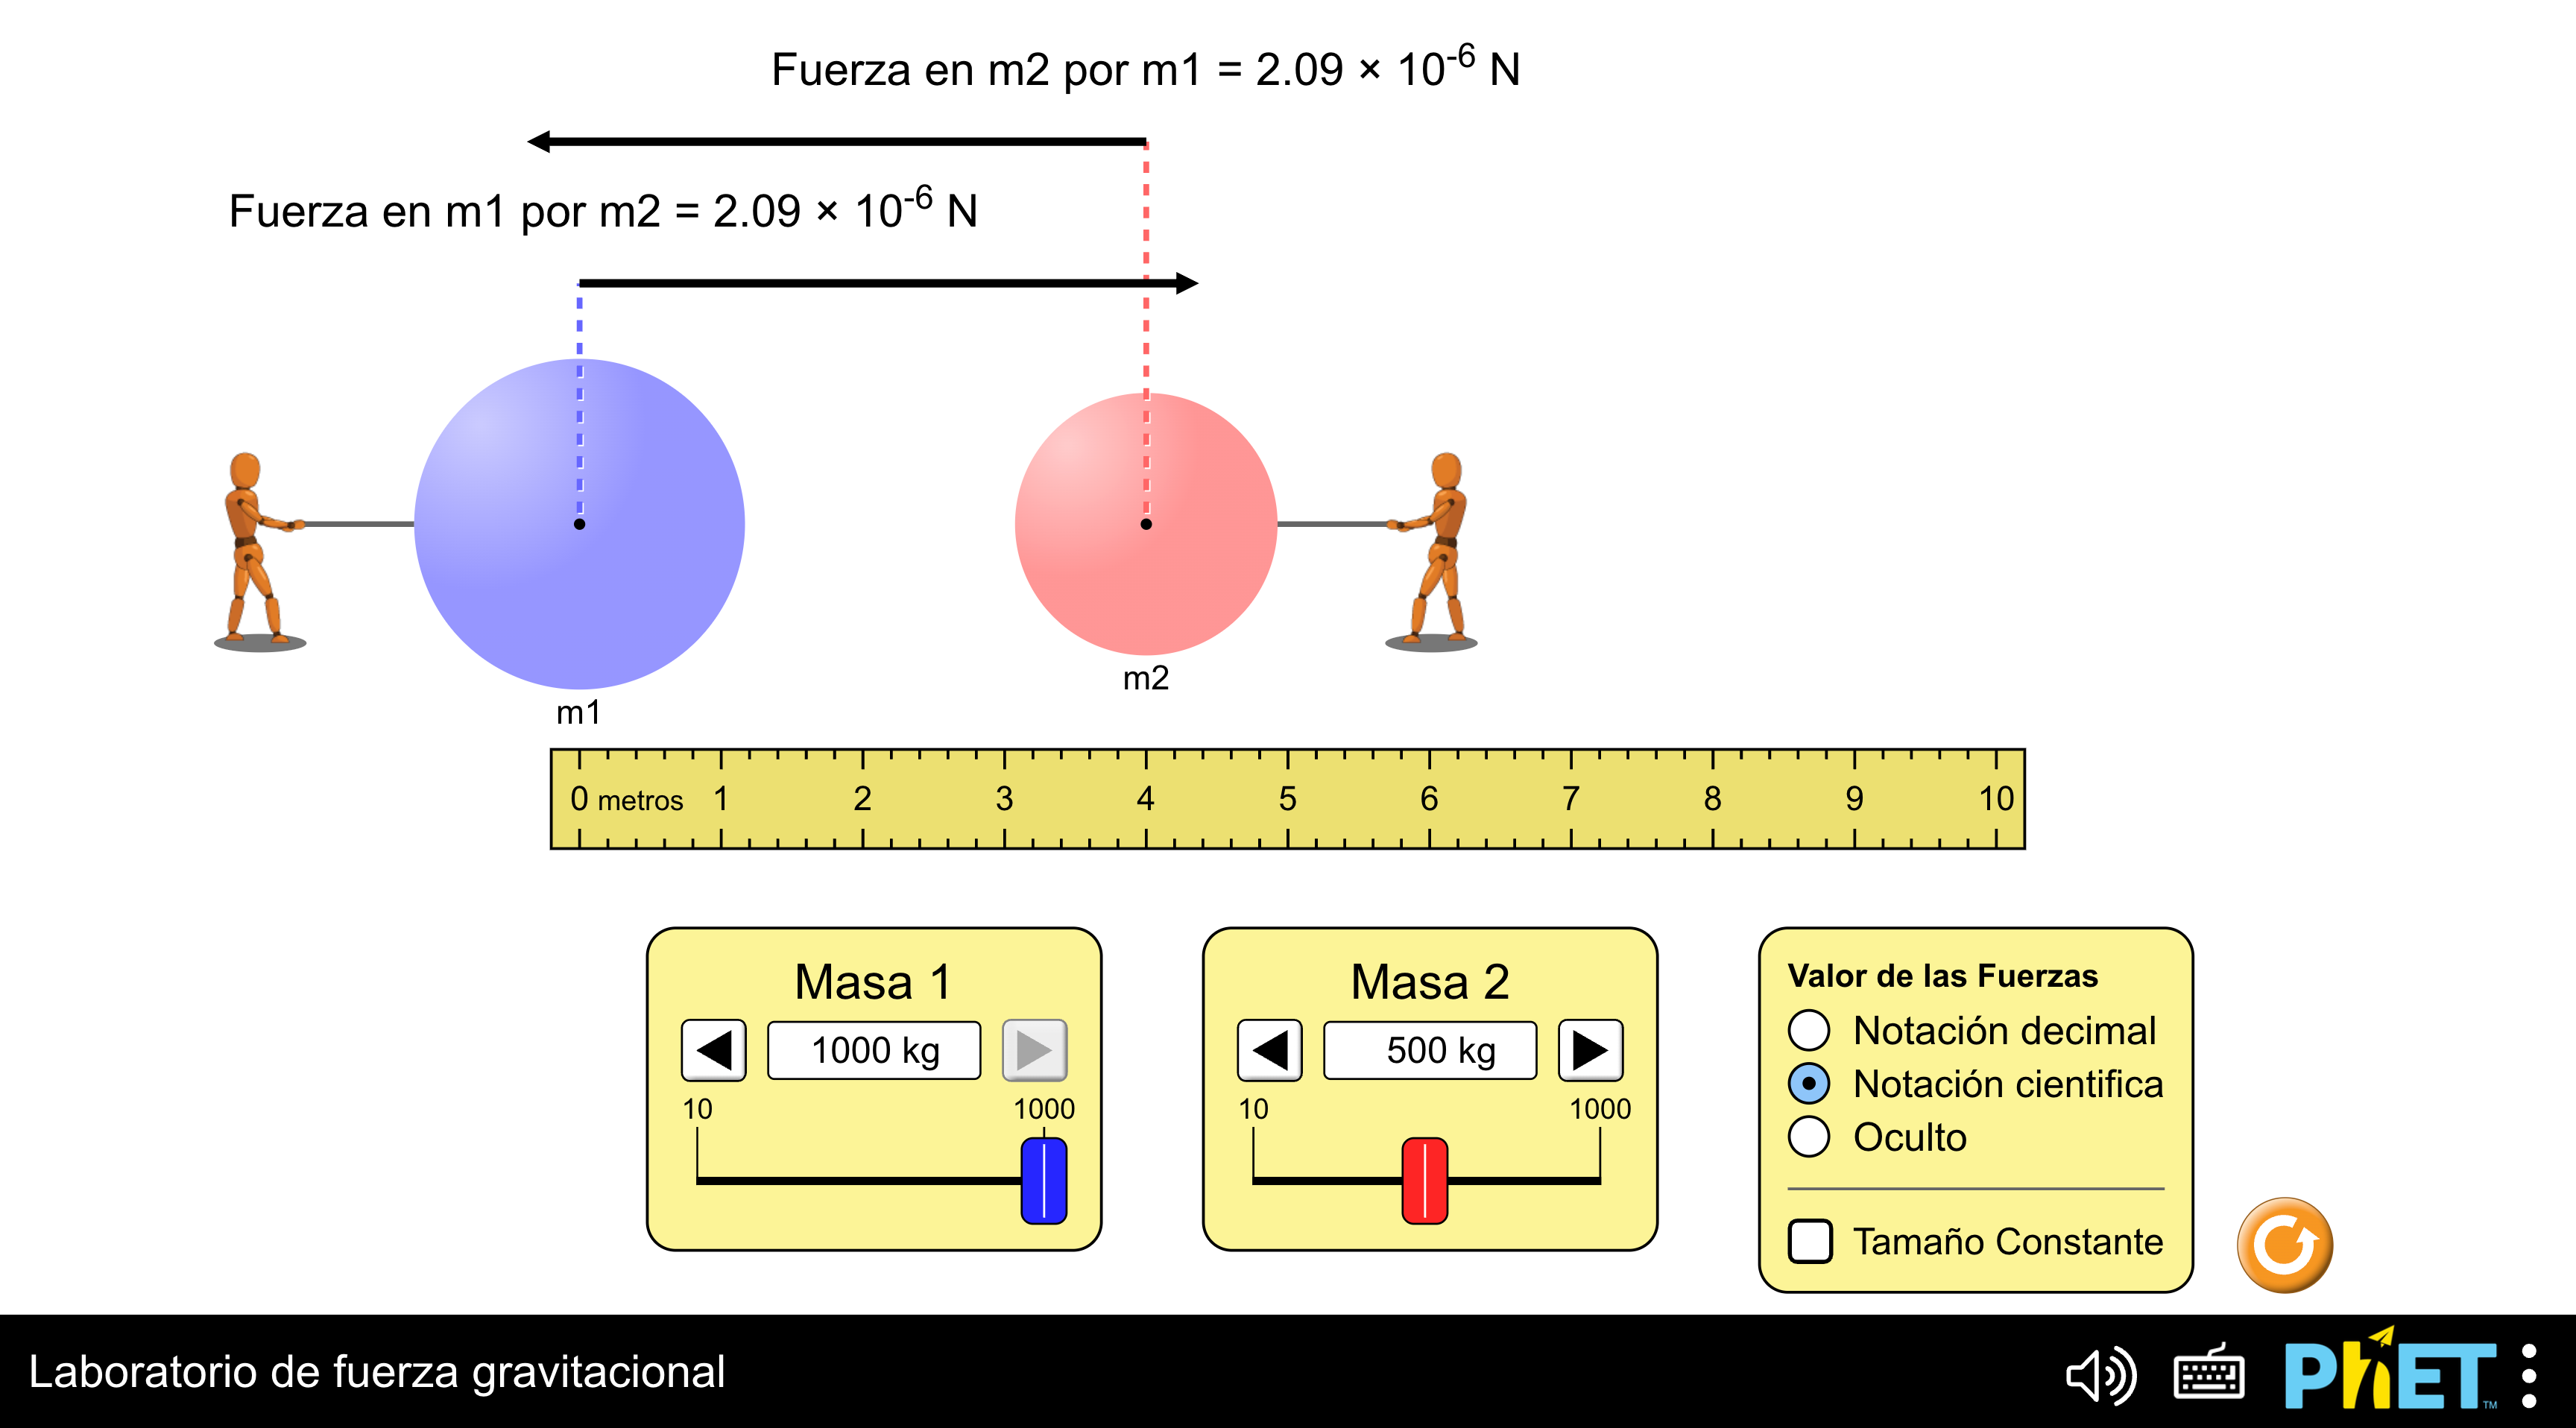 Fuerza en m2 por m1 = 2.09 × 10⁻⁶ N
Fuerza en m1 por m2 = 2.09 × 10⁻⁶ N
m2
m1
0 metros 1 2 3 4 5 6 7 8 9 10
Masa 1
1000 kg
10 1000
Masa 2
500 kg
10 1000
Valor de las Fuerzas
Notación decimal
Notación cientifica
Oculto
Tamaño Constante
Laboratorio de fuerza gravitacional
PhET™